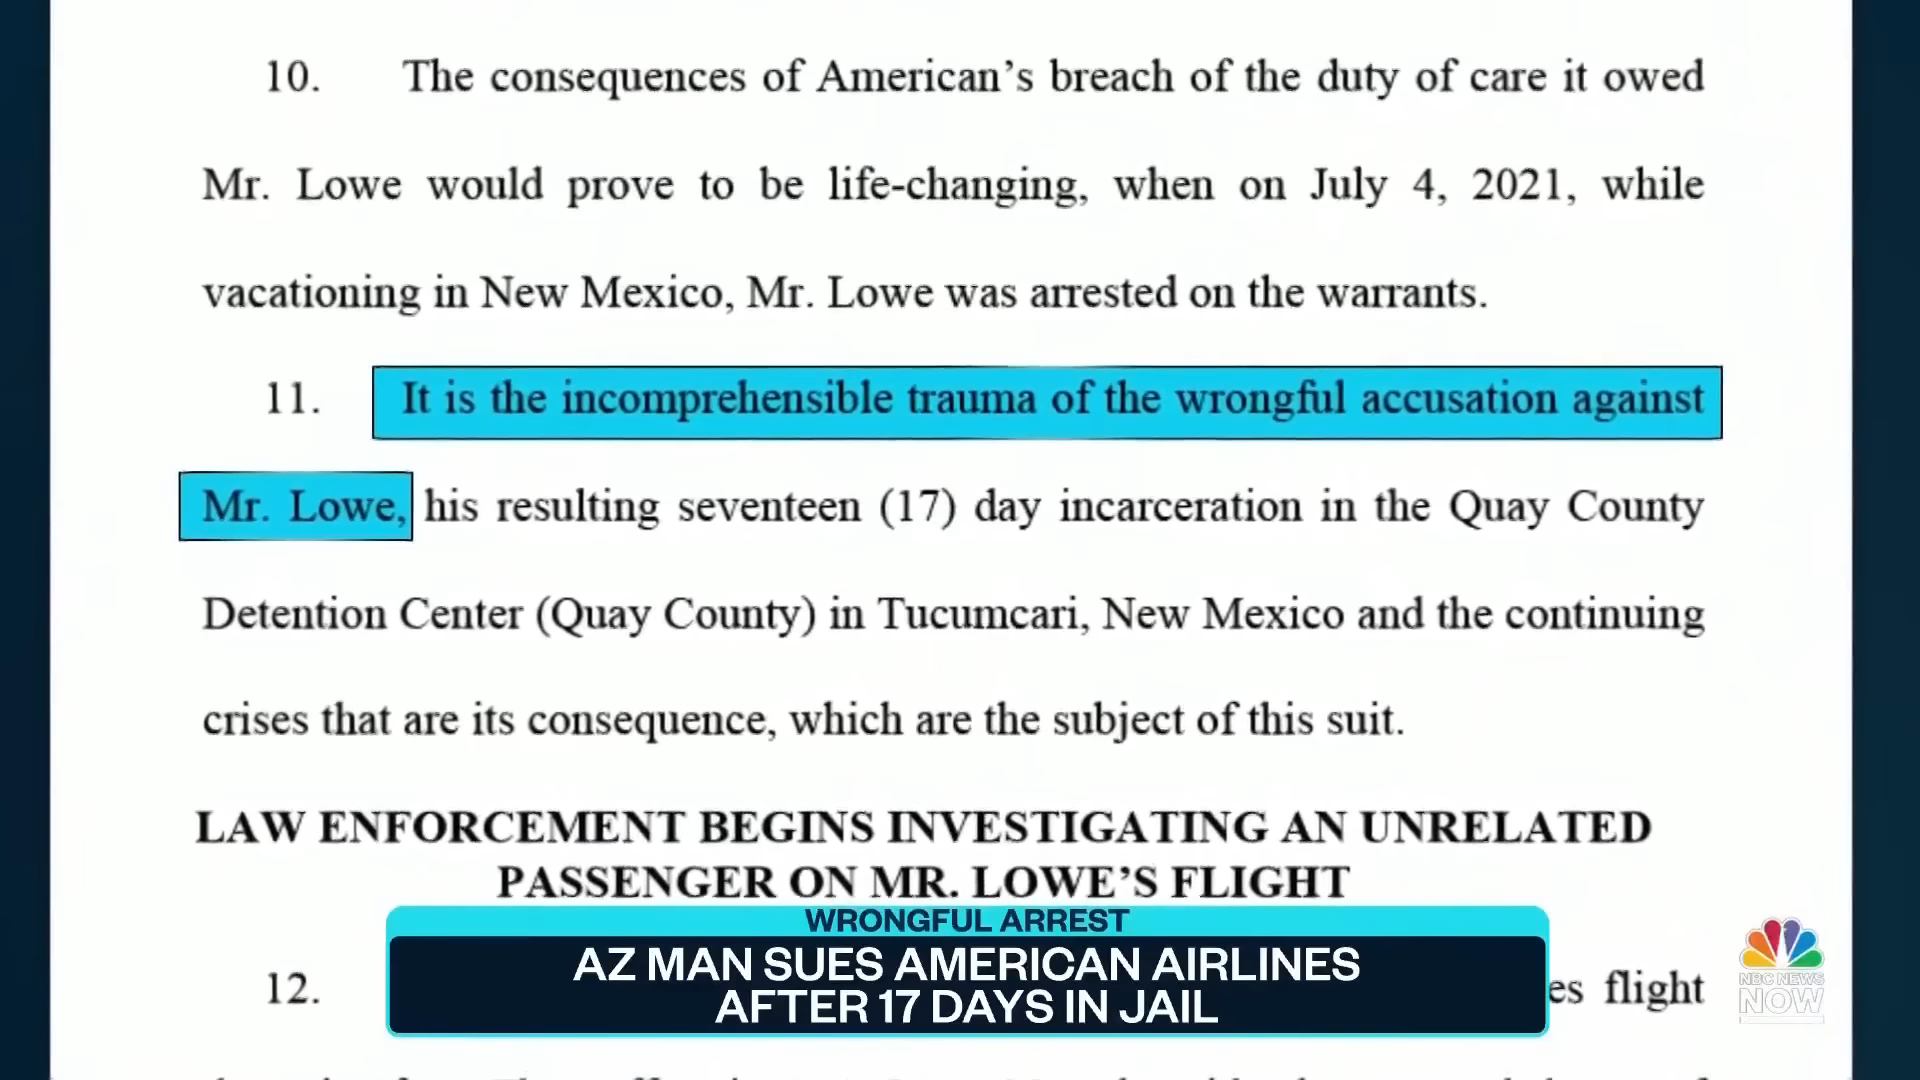 10. The consequences of American's breach of the duty of care it owed
Mr. Lowe would prove to be life-changing, when on July 4, 2021, while
vacationing in New Mexico, Mr. Lowe was arrested on the warrants.
11. It is the incomprehensible trauma of the wrongful accusation against
Mr. Lowe, his resulting seventeen (17) day incarceration in the Quay County
Detention Center (Quay County) in Tucumcari, New Mexico and the continuing
crises that are its consequence, which are the subject of this suit.
LAW ENFORCEMENT BEGINS INVESTIGATING AN UNRELATED
PASSENGER ON MR. LOWE'S FLIGHT
WRONGFUL ARREST
AZ MAN SUES AMERICAN AIRLINES
AFTER 17 DAYS IN JAIL
12. es flight
NBC NEWS
NOW